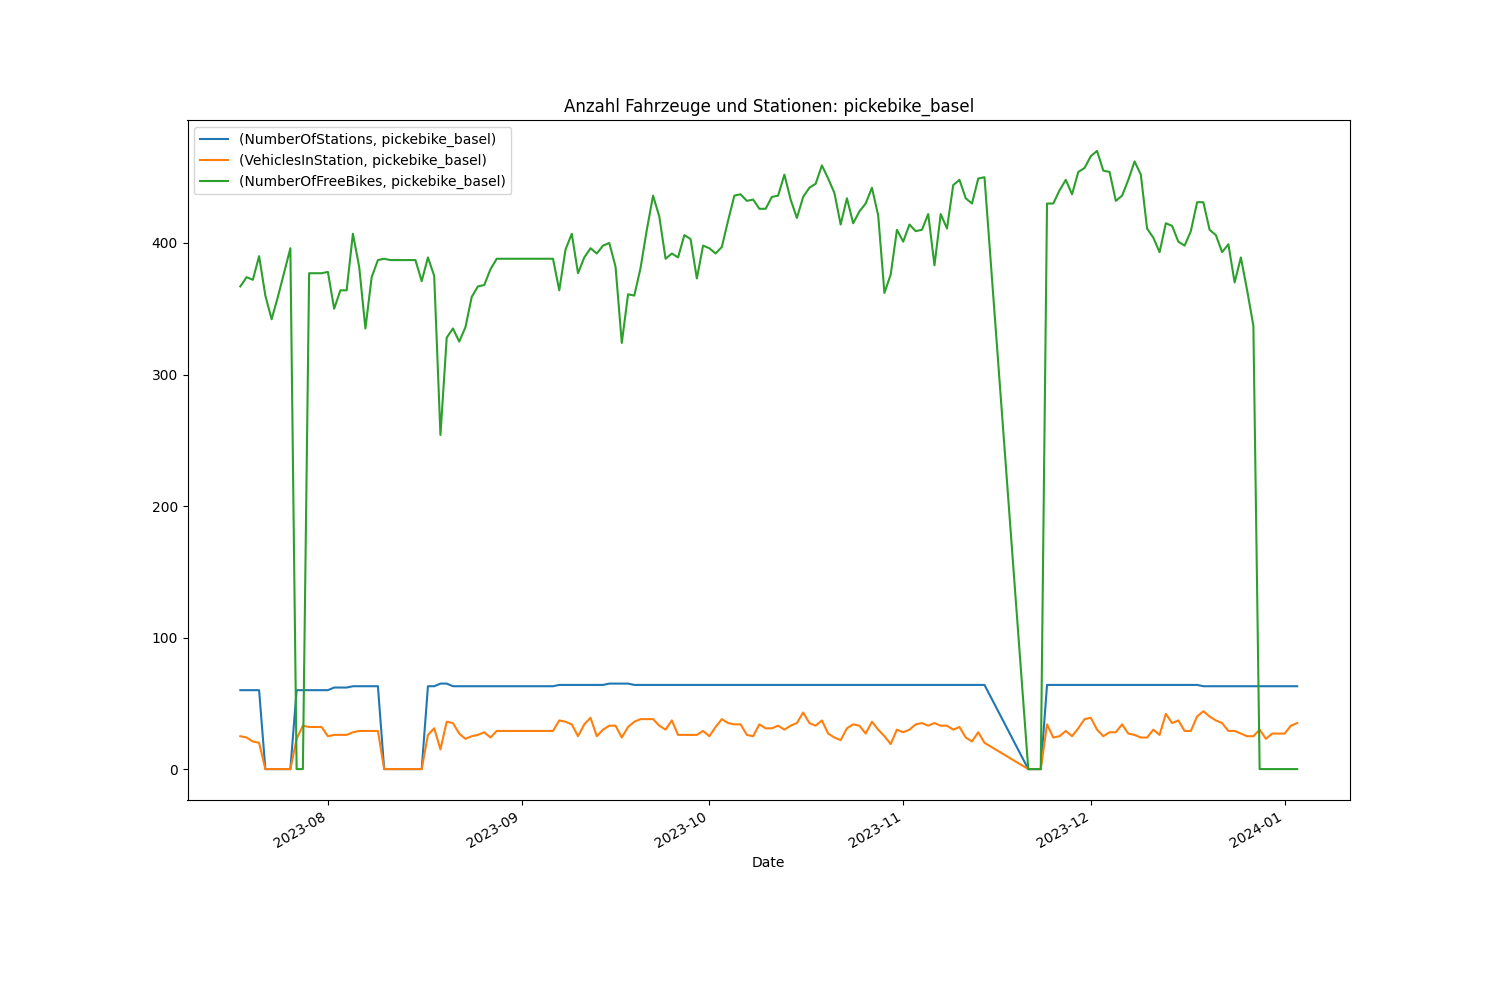 Anzahl Fahrzeuge und Stationen: pickebike_basel
(NumberOfStations, pickebike_basel)
(VehiclesInStation, pickebike_basel)
(NumberOfFreeBikes, pickebike_basel)
400
300
200
100
0
2023-08
2023-09
2023-10
2023-11
2023-12
2024-01
Date